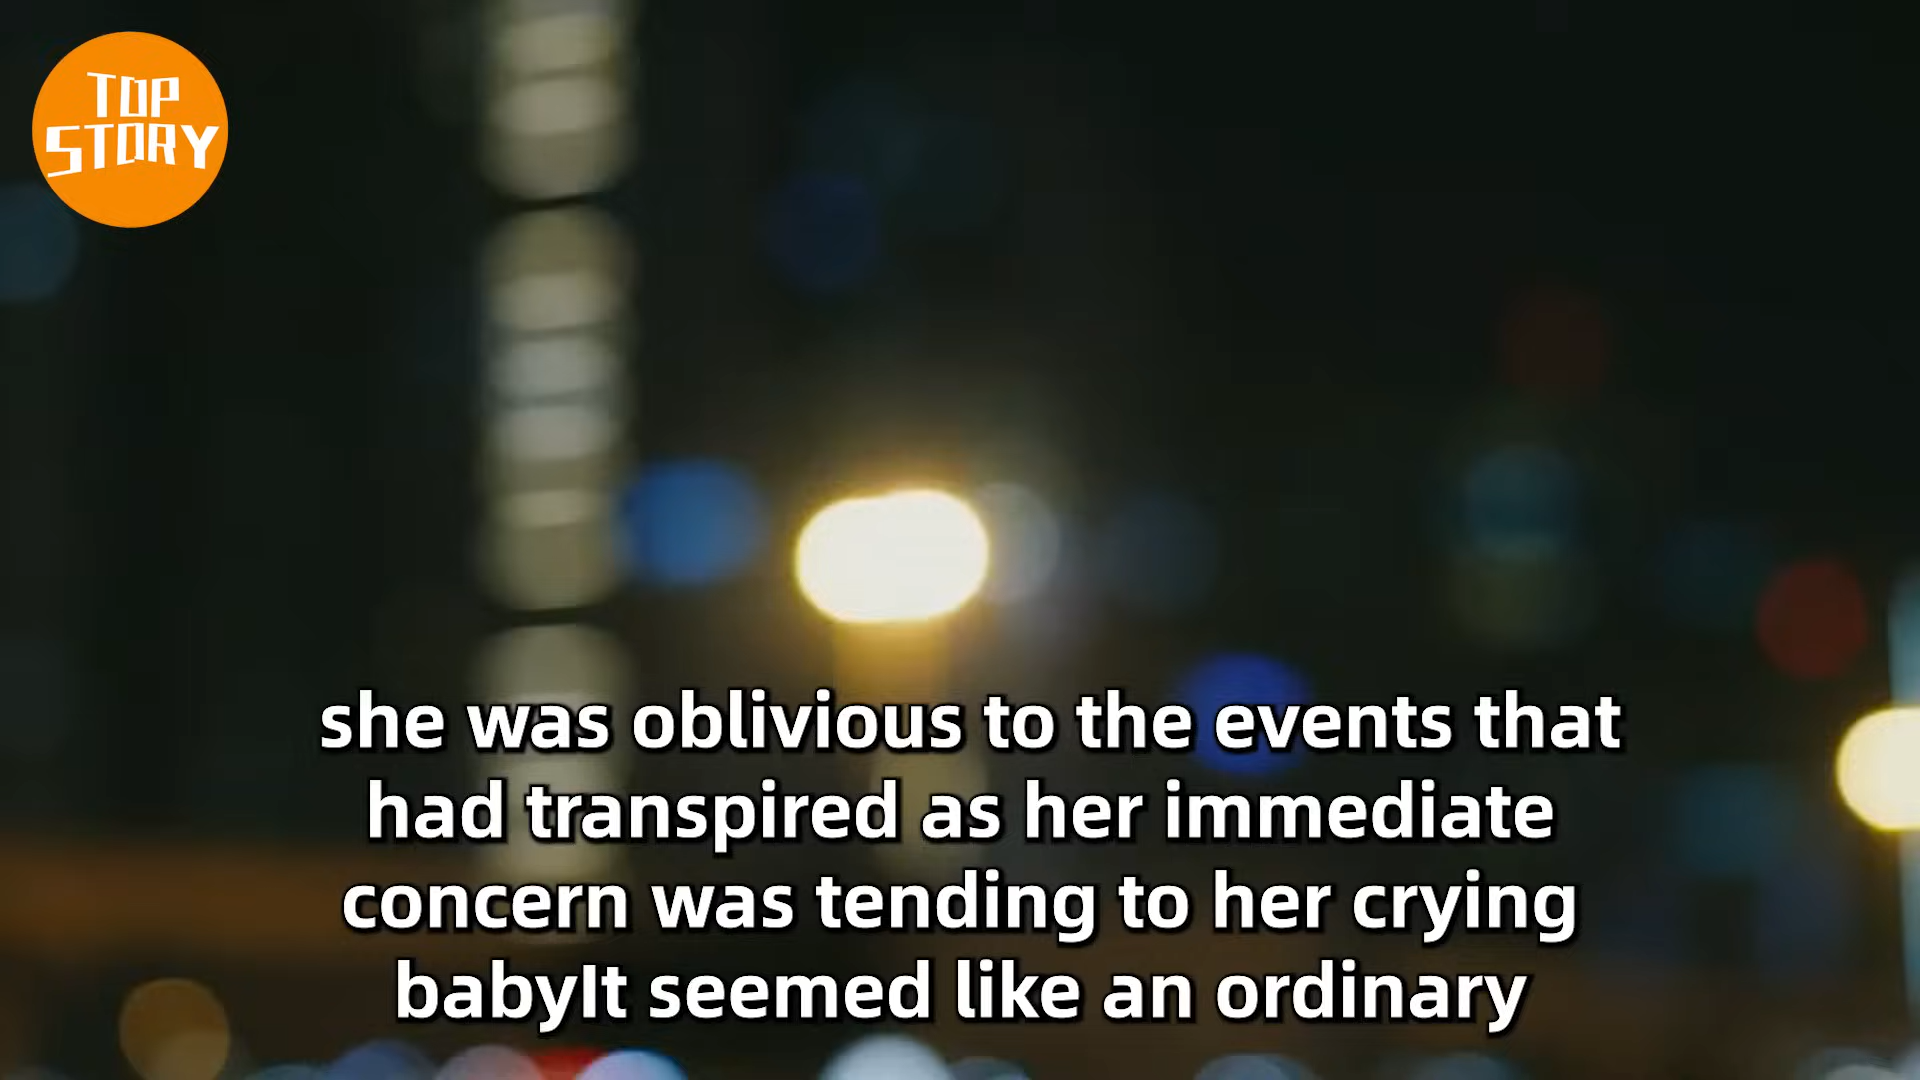 TOP
STORY
she was oblivious to the events that
had transpired as her immediate
concern was tending to her crying
babyIt seemed like an ordinary